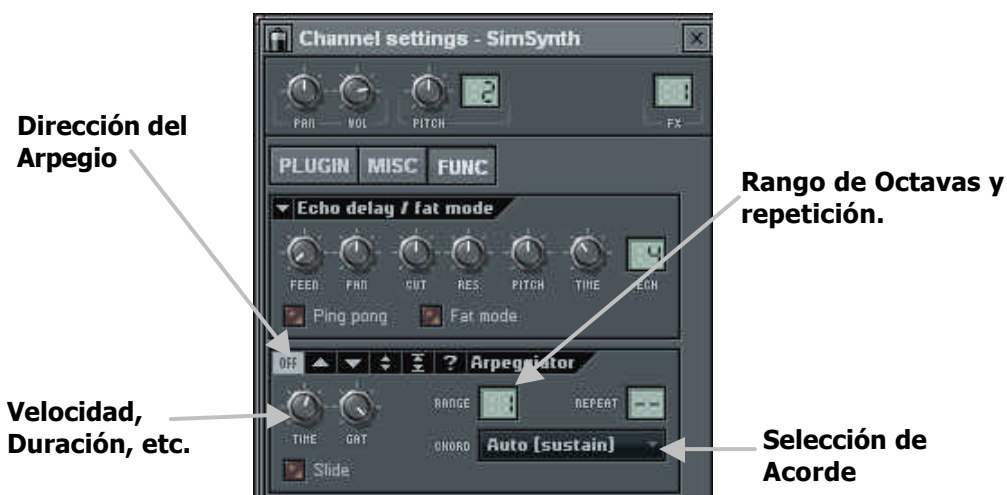 Channel settings - SimSynth
2
1
PAN VOL PITCH FX
Dirección del
Arpegio
PLUGIN MISC FUNC
Rango de Octavas y
repetición.
Echo delay / fat mode
4
FEED PAN CUT RES PITCH TIME ECH
Ping pong Fat mode
OFF ? Arpeggiator
RANGE 1 REPEAT --
Velocidad,
Duración, etc.
TIME GAT CHORD Auto (sustain)
Selección de
Acorde
Slide